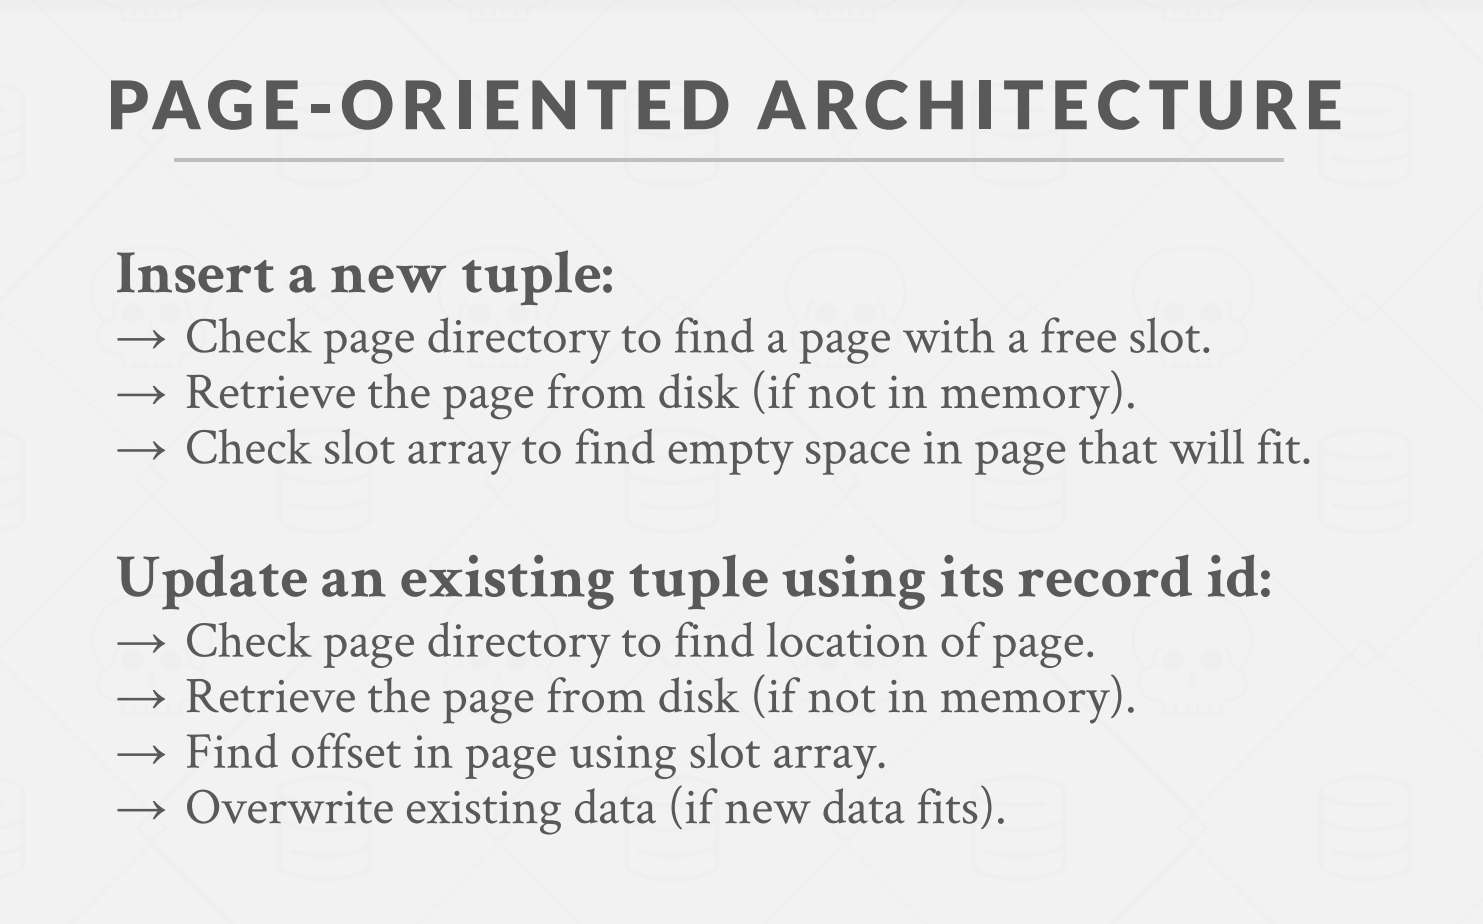 PAGE-ORIENTED ARCHITECTURE
Insert a new tuple:
→ Check page directory to find a page with a free slot.
→ Retrieve the page from disk (if not in memory).
→ Check slot array to find empty space in page that will fit.
Update an existing tuple using its record id:
→ Check page directory to find location of page.
→ Retrieve the page from disk (if not in memory).
→ Find offset in page using slot array.
→ Overwrite existing data (if new data fits).